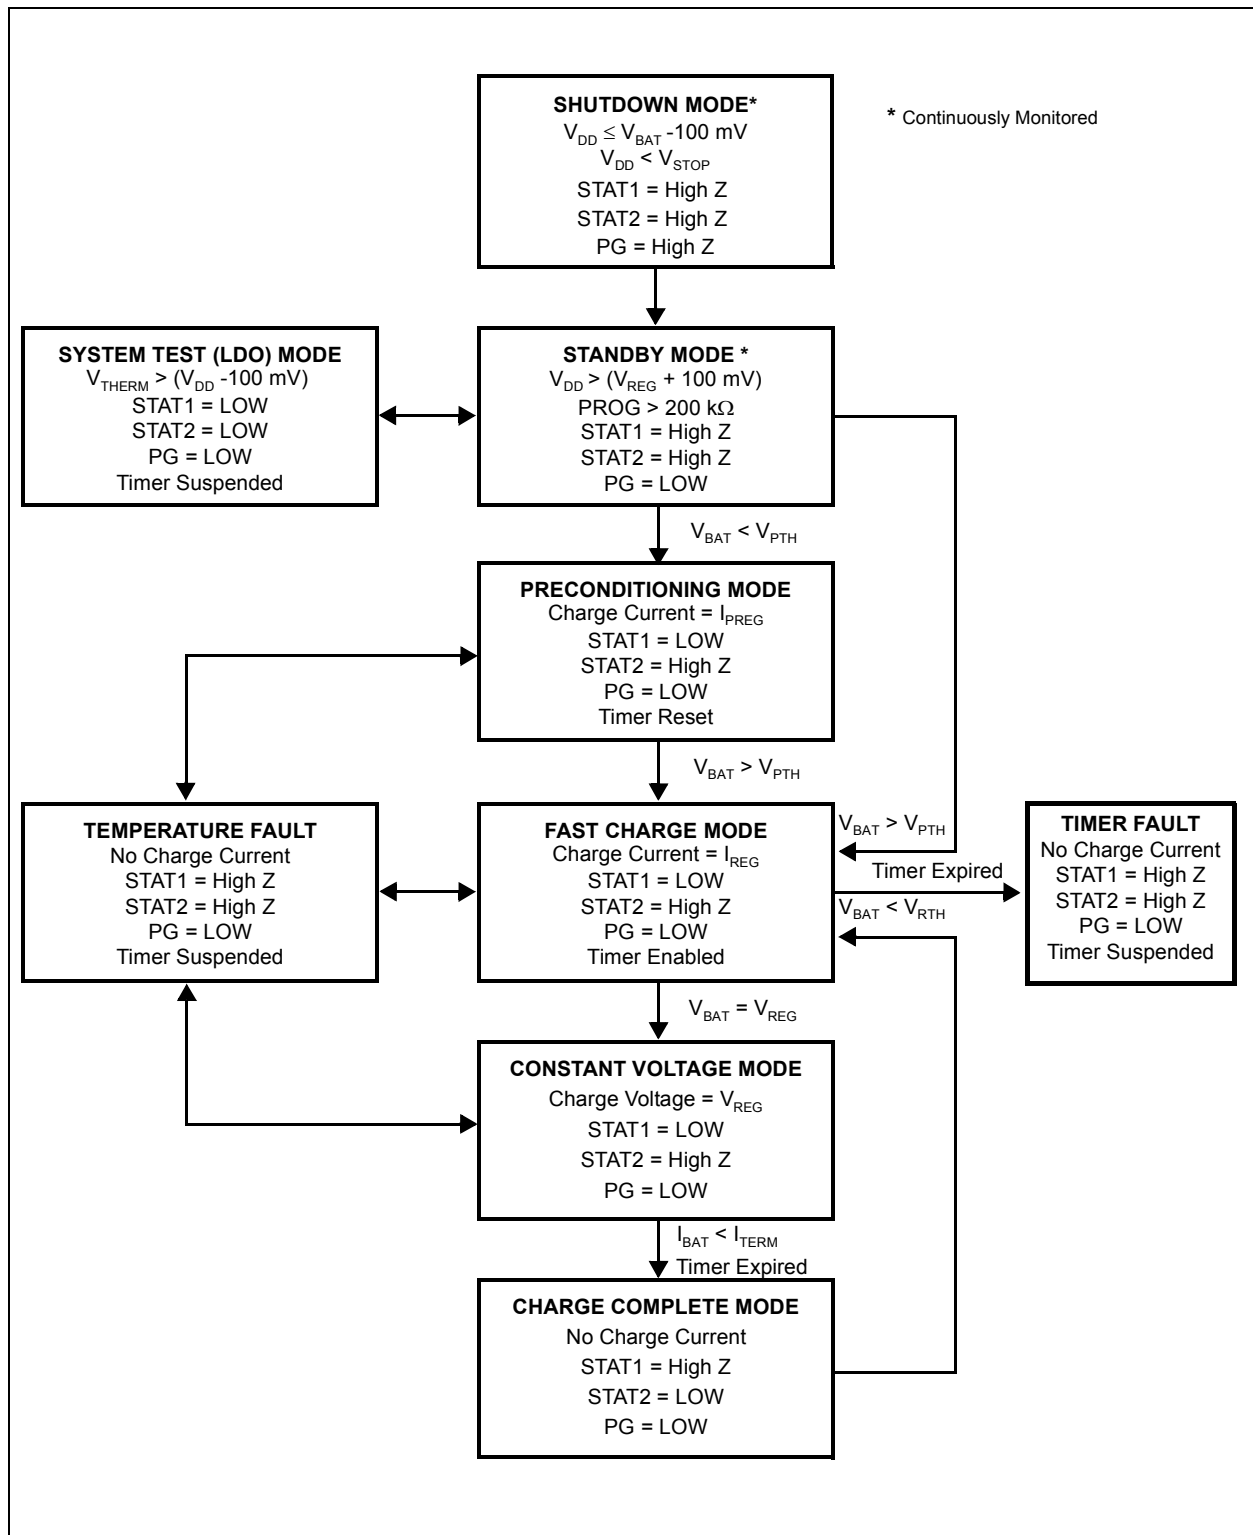 SHUTDOWN MODE*
V_DD ≤ V_BAT -100 mV
V_DD < V_STOP
STAT1 = High Z
STAT2 = High Z
PG = High Z
* Continuously Monitored
SYSTEM TEST (LDO) MODE
V_THERM > (V_DD -100 mV)
STAT1 = LOW
STAT2 = LOW
PG = LOW
Timer Suspended
STANDBY MODE *
V_DD > (V_REG + 100 mV)
PROG > 200 kΩ
STAT1 = High Z
STAT2 = High Z
PG = LOW
V_BAT < V_PTH
PRECONDITIONING MODE
Charge Current = I_PREG
STAT1 = LOW
STAT2 = High Z
PG = LOW
Timer Reset
V_BAT > V_PTH
TEMPERATURE FAULT
No Charge Current
STAT1 = High Z
STAT2 = High Z
PG = LOW
Timer Suspended
FAST CHARGE MODE
Charge Current = I_REG
STAT1 = LOW
STAT2 = High Z
PG = LOW
Timer Enabled
V_BAT > V_PTH
Timer Expired
V_BAT < V_RTH
TIMER FAULT
No Charge Current
STAT1 = High Z
STAT2 = High Z
PG = LOW
Timer Suspended
V_BAT = V_REG
CONSTANT VOLTAGE MODE
Charge Voltage = V_REG
STAT1 = LOW
STAT2 = High Z
PG = LOW
I_BAT < I_TERM
Timer Expired
CHARGE COMPLETE MODE
No Charge Current
STAT1 = High Z
STAT2 = LOW
PG = LOW